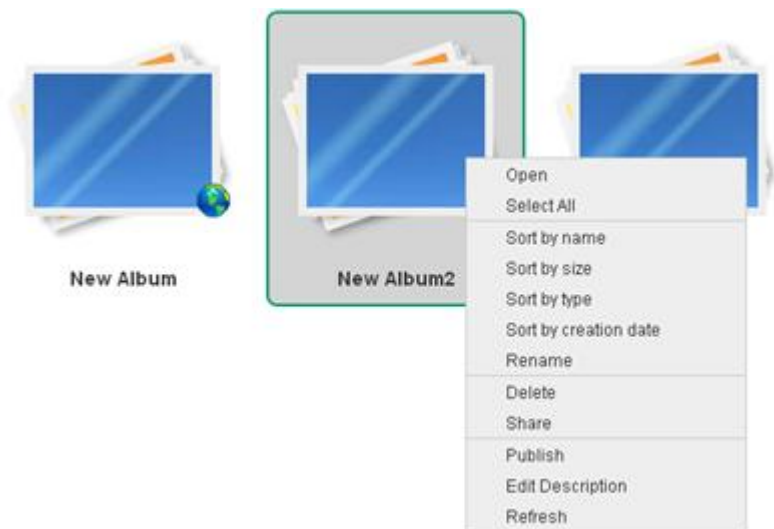 New Album
New Album2
Open
Select All
Sort by name
Sort by size
Sort by type
Sort by creation date
Rename
Delete
Share
Publish
Edit Description
Refresh